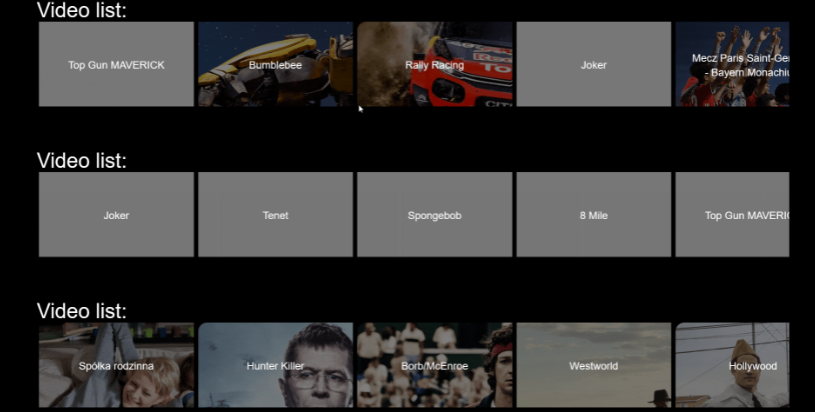 Video list:
Top Gun MAVERICK
Bumblebee
Rally Racing
Joker
Mecz Paris Saint-Ge
- Bayern Monachiu
Video list:
Joker
Tenet
Spongebob
8 Mile
Top Gun MAVERIC
Video list:
Spółka rodzinna
Hunter Killer
Borb/McEnroe
Westworld
Hollywood